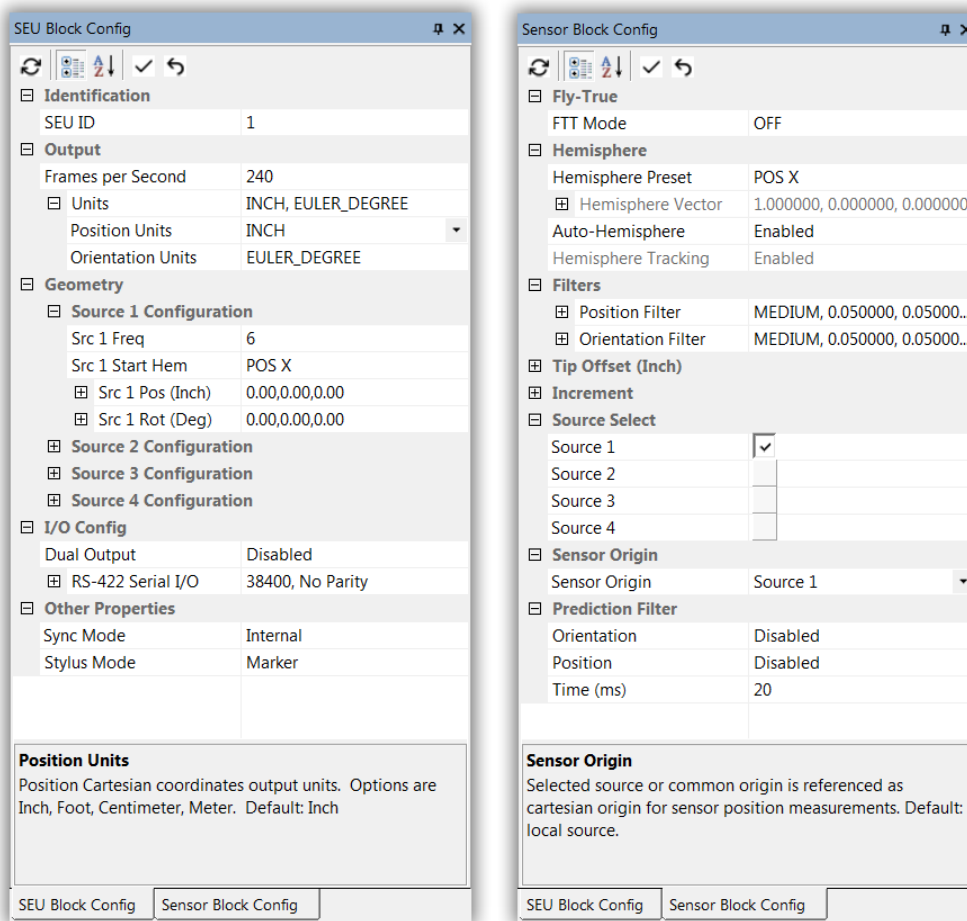 SEU Block Config
Identification
SEU ID 1
Output
Frames per Second 240
Units INCH, EULER_DEGREE
Position Units INCH
Orientation Units EULER_DEGREE
Geometry
Source 1 Configuration
Src 1 Freq 6
Src 1 Start Hem POS X
Src 1 Pos (Inch) 0.00,0.00,0.00
Src 1 Rot (Deg) 0.00,0.00,0.00
Source 2 Configuration
Source 3 Configuration
Source 4 Configuration
I/O Config
Dual Output Disabled
RS-422 Serial I/O 38400, No Parity
Other Properties
Sync Mode Internal
Stylus Mode Marker
Position Units
Position Cartesian coordinates output units. Options are
Inch, Foot, Centimeter, Meter. Default: Inch
SEU Block Config Sensor Block Config
Sensor Block Config
Fly-True
FTT Mode OFF
Hemisphere
Hemisphere Preset POS X
Hemisphere Vector 1.000000, 0.000000, 0.000000
Auto-Hemisphere Enabled
Hemisphere Tracking Enabled
Filters
Position Filter MEDIUM, 0.050000, 0.05000...
Orientation Filter MEDIUM, 0.050000, 0.05000...
Tip Offset (Inch)
Increment
Source Select
Source 1
Source 2
Source 3
Source 4
Sensor Origin
Sensor Origin Source 1
Prediction Filter
Orientation Disabled
Position Disabled
Time (ms) 20
Sensor Origin
Selected source or common origin is referenced as
cartesian origin for sensor position measurements. Default:
local source.
SEU Block Config Sensor Block Config